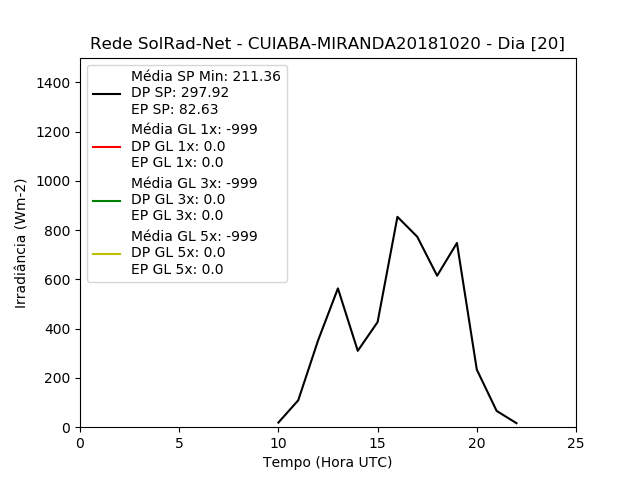 Rede SolRad-Net - CUIABA-MIRANDA20181020 - Dia [20]
Irradiância (Wm-2)
1400
1200
1000
800
600
400
200
0
Média SP Min: 211.36
DP SP: 297.92
EP SP: 82.63
Média GL 1x: -999
DP GL 1x: 0.0
EP GL 1x: 0.0
Média GL 3x: -999
DP GL 3x: 0.0
EP GL 3x: 0.0
Média GL 5x: -999
DP GL 5x: 0.0
EP GL 5x: 0.0
0 5 10 15 20 25
Tempo (Hora UTC)